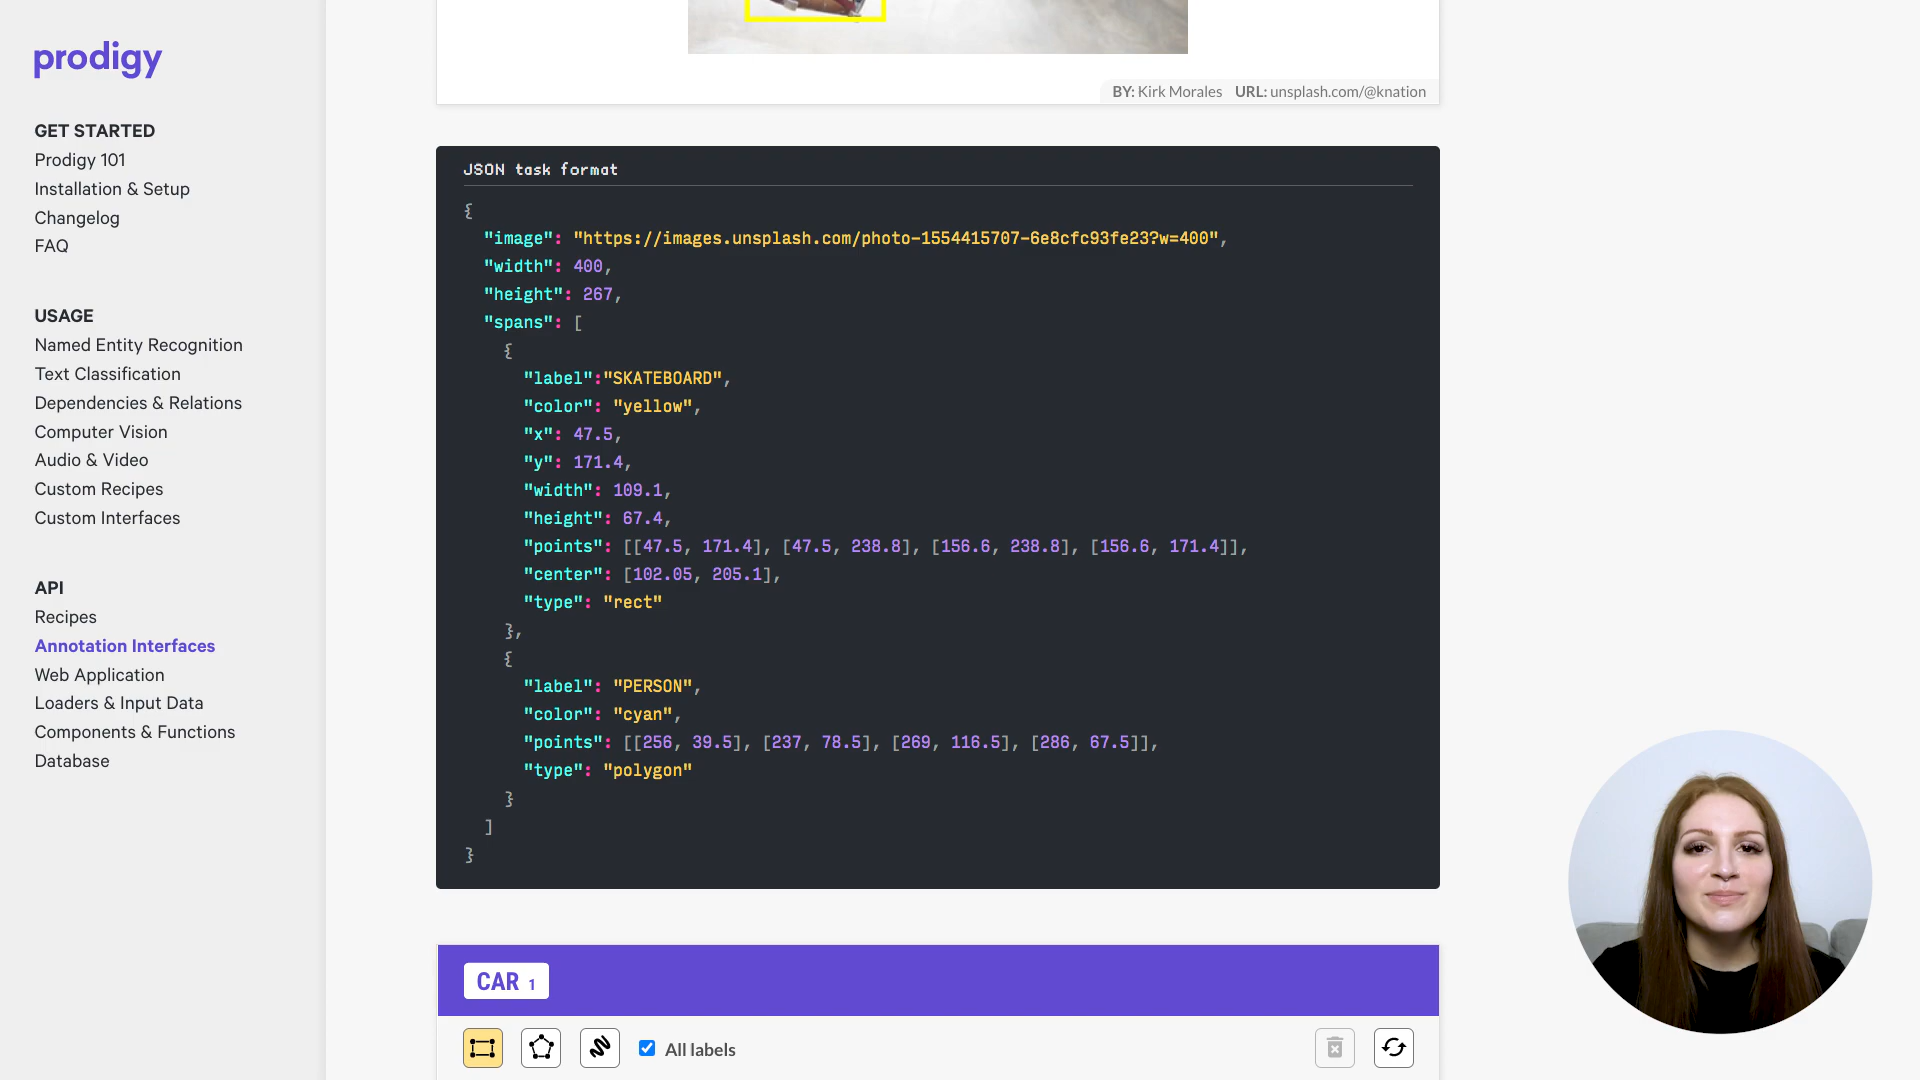 prodigy
GET STARTED
Prodigy 101
Installation & Setup
Changelog
FAQ
USAGE
Named Entity Recognition
Text Classification
Dependencies & Relations
Computer Vision
Audio & Video
Custom Recipes
Custom Interfaces
API
Recipes
Annotation Interfaces
Web Application
Loaders & Input Data
Components & Functions
Database
BY: Kirk Morales URL: unsplash.com/@knation
JSON task format
{
"image": "https://images.unsplash.com/photo-1554415707-6e8cfc93fe23?w=400",
"width": 400,
"height": 267,
"spans": [
{
"label":"SKATEBOARD",
"color": "yellow",
"x": 47.5,
"y": 171.4,
"width": 109.1,
"height": 67.4,
"points": [[47.5, 171.4], [47.5, 238.8], [156.6, 238.8], [156.6, 171.4]],
"center": [102.05, 205.1],
"type": "rect"
},
{
"label": "PERSON",
"color": "cyan",
"points": [[256, 39.5], [237, 78.5], [269, 116.5], [286, 67.5]],
"type": "polygon"
}
]
}
CAR 1
All labels